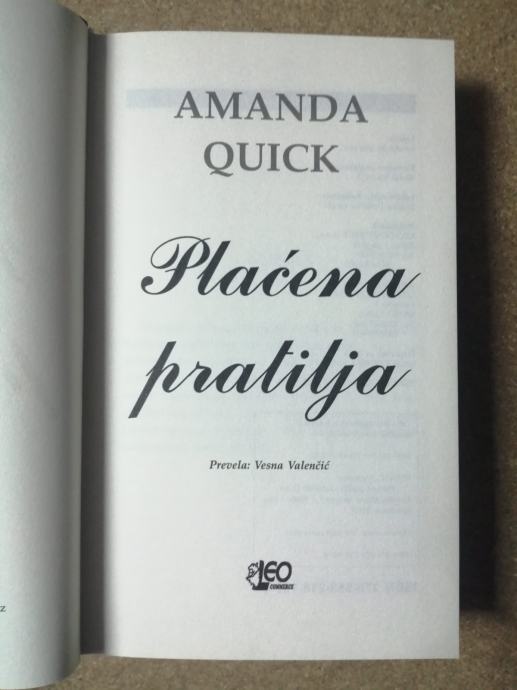 AMANDA
QUICK
Plaćena
pratilja
Prevela: Vesna Valenčić
LEO
COMMERCE
z